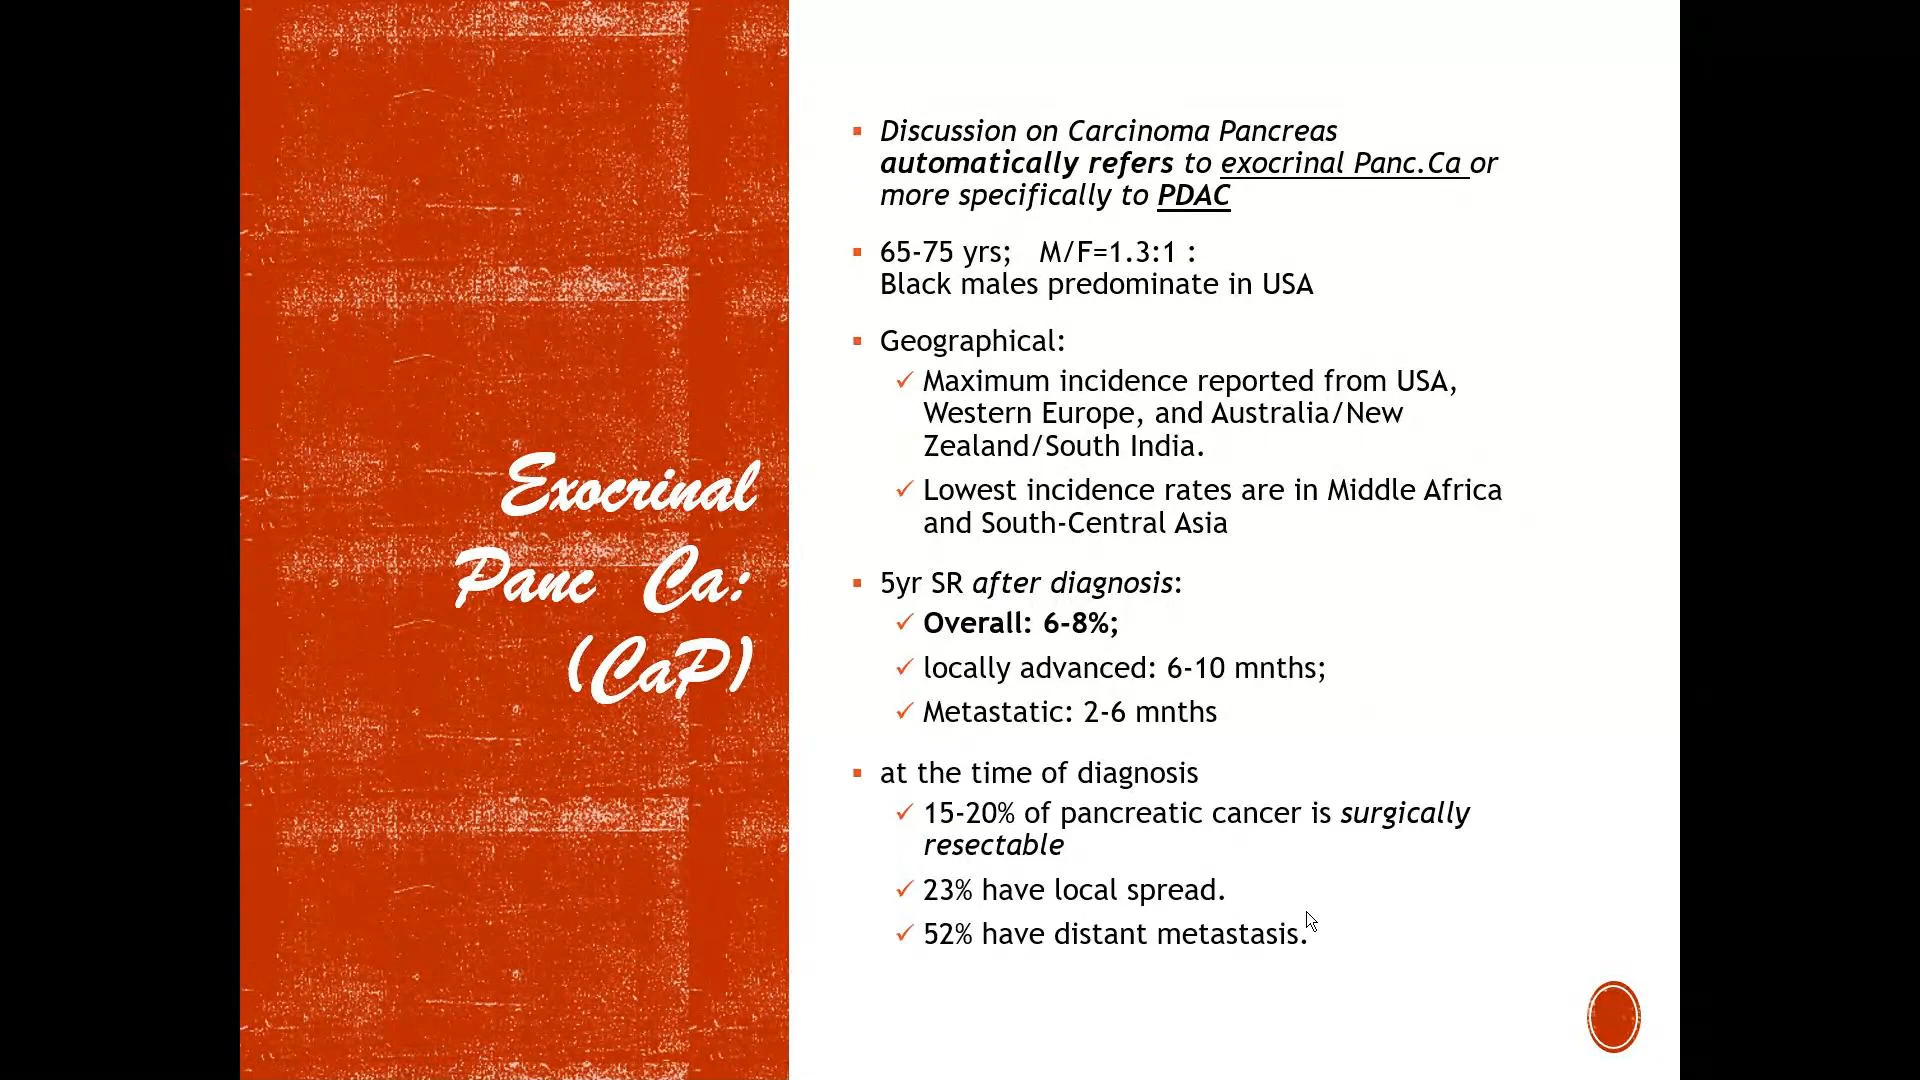 Exocrinal
Panc Ca:
(CaP)
Discussion on Carcinoma Pancreas
automatically refers to exocrinal Panc.Ca or
more specifically to PDAC
65-75 yrs; M/F=1.3:1 :
Black males predominate in USA
Geographical:
Maximum incidence reported from USA,
Western Europe, and Australia/New
Zealand/South India.
Lowest incidence rates are in Middle Africa
and South-Central Asia
5yr SR after diagnosis:
Overall: 6-8%;
locally advanced: 6-10 mnths;
Metastatic: 2-6 mnths
at the time of diagnosis
15-20% of pancreatic cancer is surgically
resectable
23% have local spread.
52% have distant metastasis.